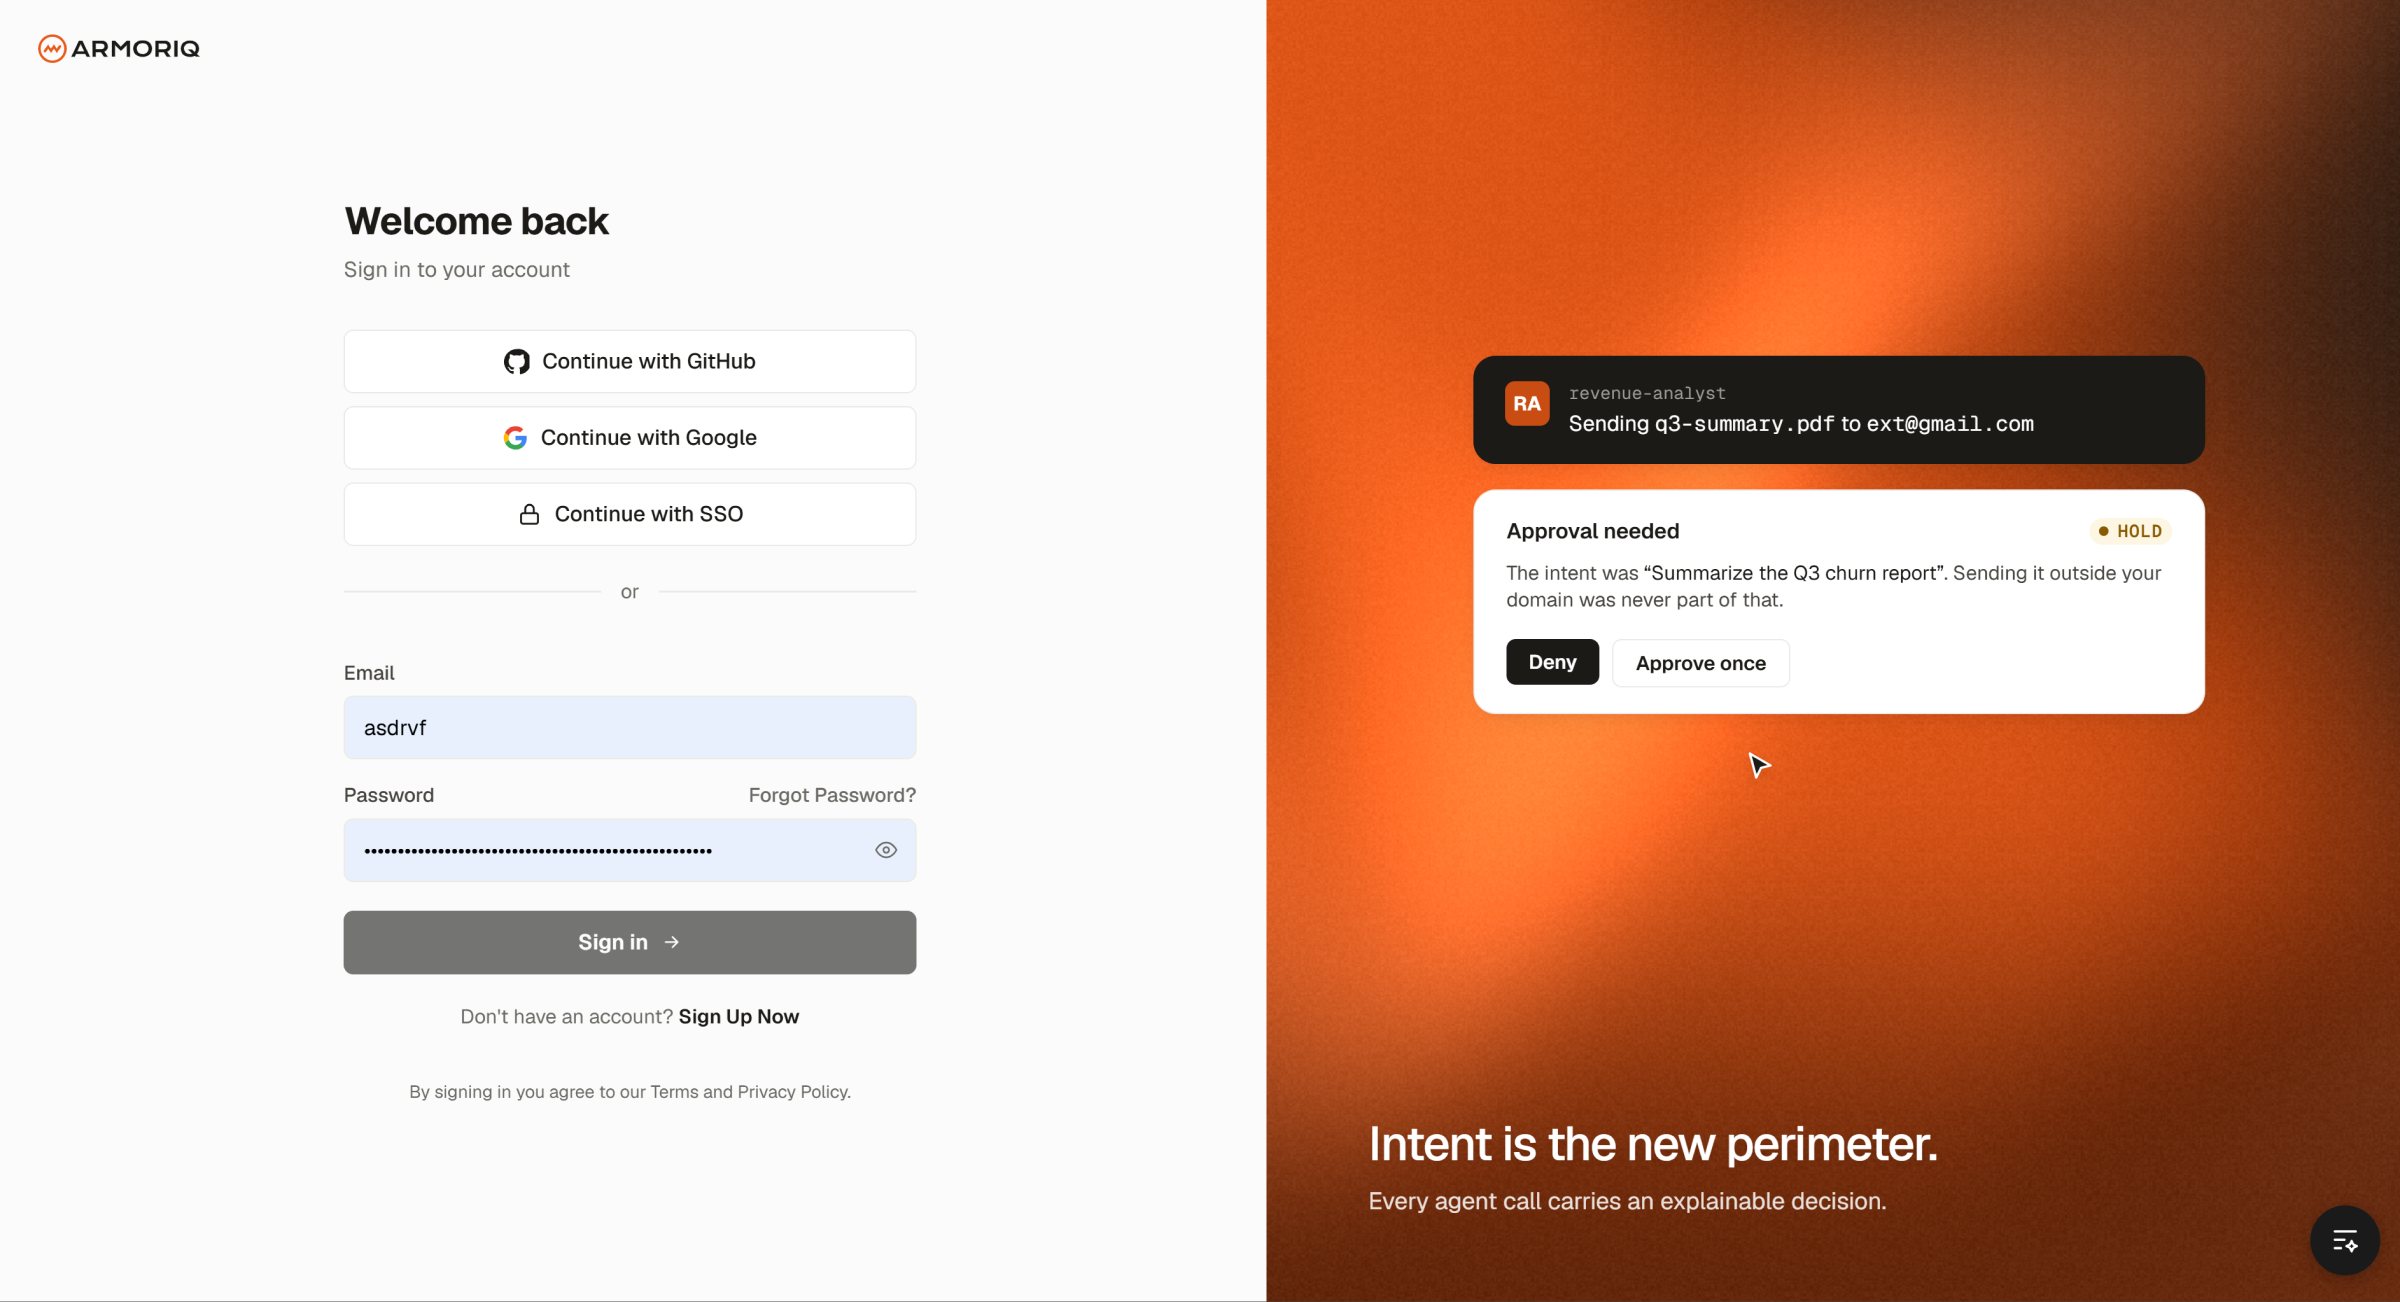 ARMORIQ
Welcome back
Sign in to your account
Continue with GitHub
Continue with Google
Continue with SSO
or
Email
asdrvf
Password
Forgot Password?
Sign in →
Don't have an account? Sign Up Now
By signing in you agree to our Terms and Privacy Policy.
RA
revenue-analyst
Sending q3-summary.pdf to ext@gmail.com
Approval needed
HOLD
The intent was “Summarize the Q3 churn report”. Sending it outside your
domain was never part of that.
Deny
Approve once
Intent is the new perimeter.
Every agent call carries an explainable decision.